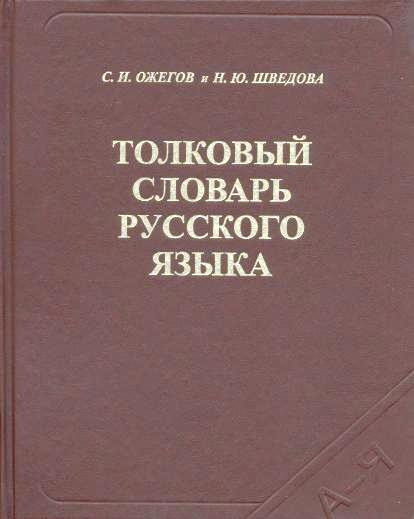 С. И. ОЖЕГОВ и Н. Ю. ШВЕДОВА
ТОЛКОВЫЙ
СЛОВАРЬ
РУССКОГО
ЯЗЫКА
А–Я